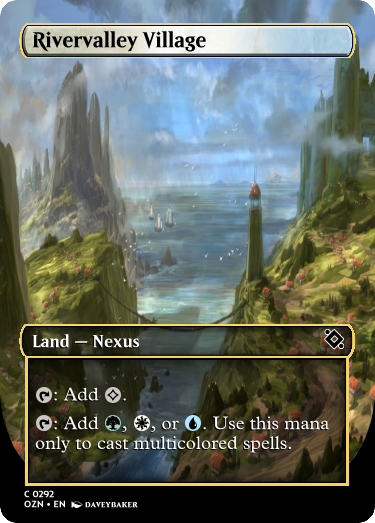 Rivervalley Village
Land — Nexus
: Add .
: Add , , or . Use this mana
only to cast multicolored spells.
C 0292
OZN • EN DAVEYBAKER